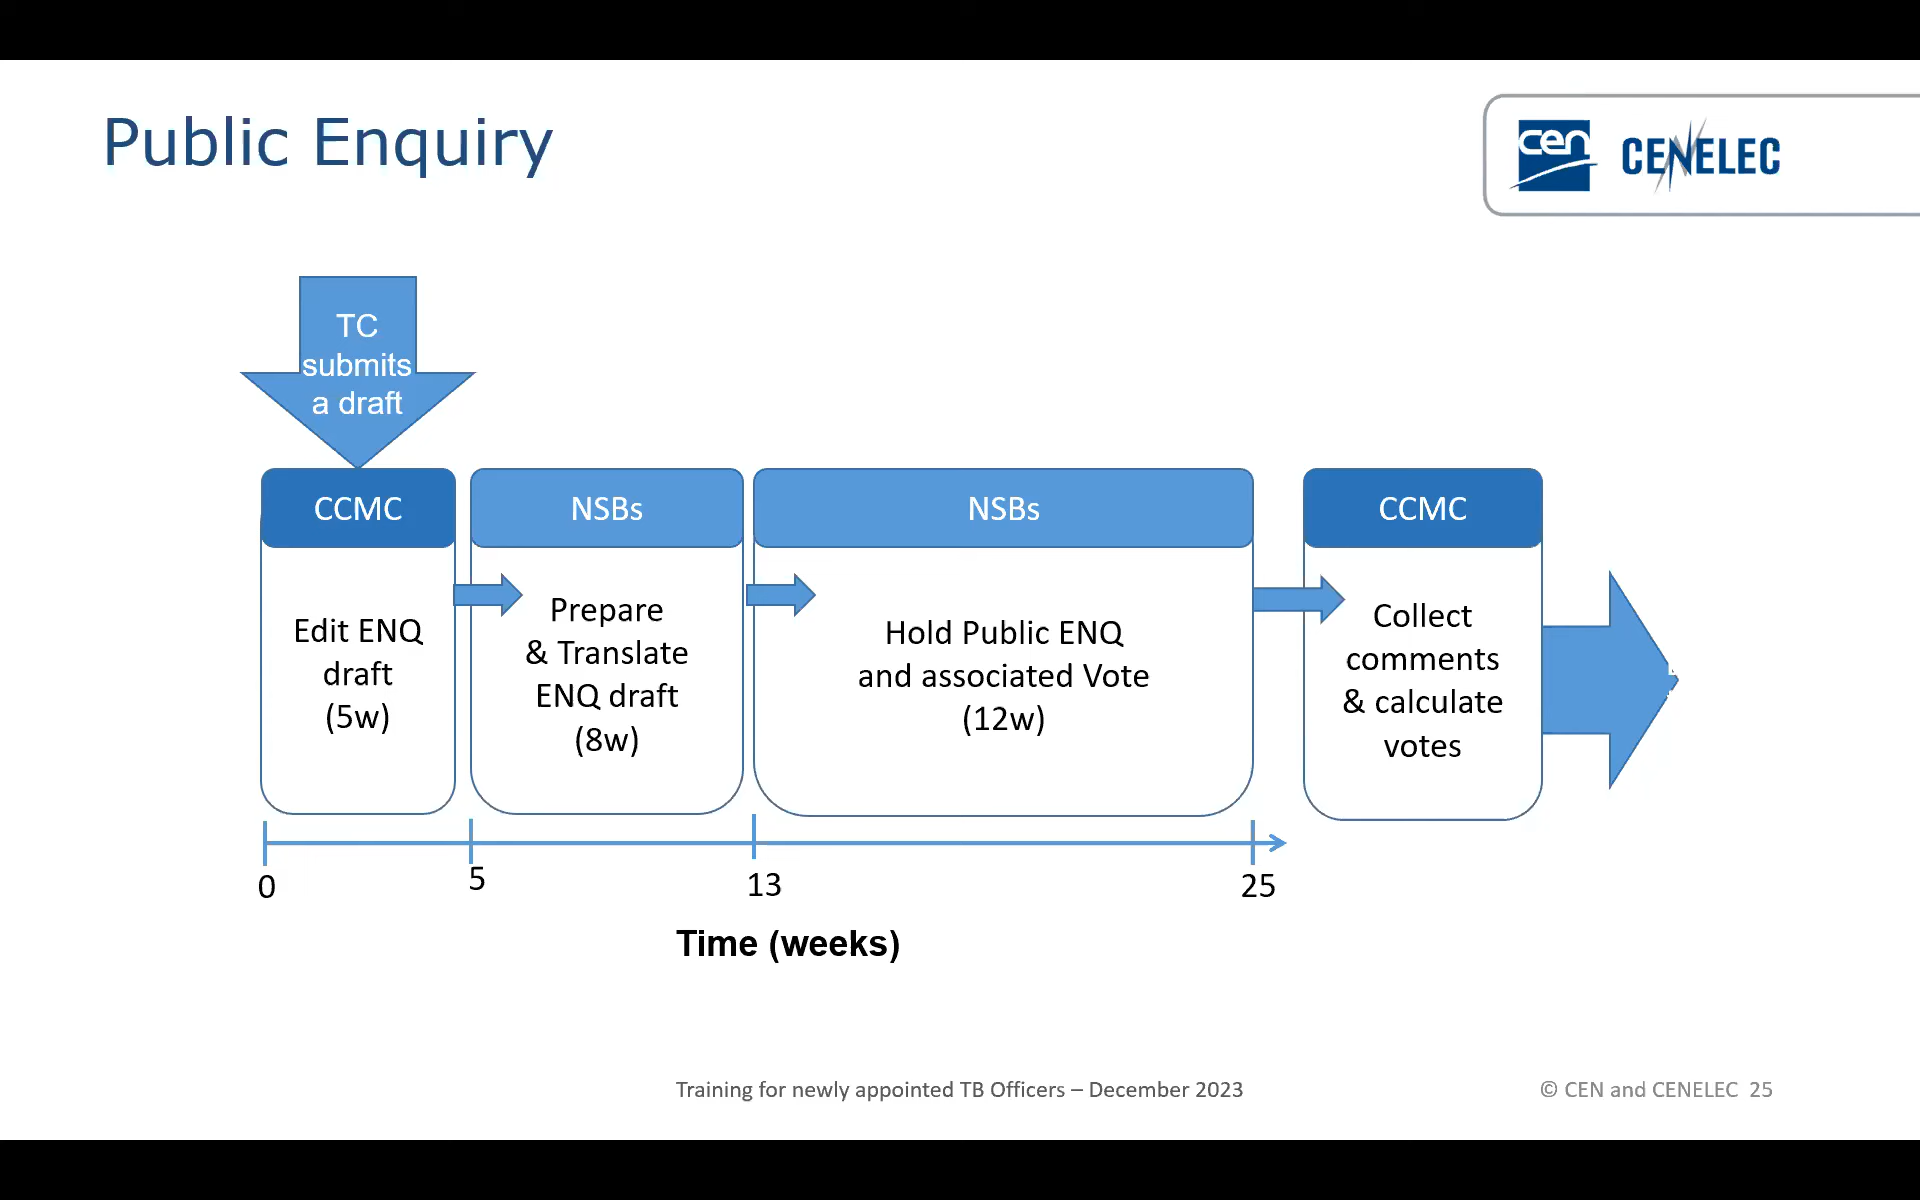 Public Enquiry
cen
CENELEC
TC
submits
a draft
CCMC
Edit ENQ
draft
(5w)
NSBs
Prepare
& Translate
ENQ draft
(8w)
NSBs
Hold Public ENQ
and associated Vote
(12w)
CCMC
Collect
comments
& calculate
votes
0
5
13
25
Time (weeks)
Training for newly appointed TB Officers – December 2023
© CEN and CENELEC 25